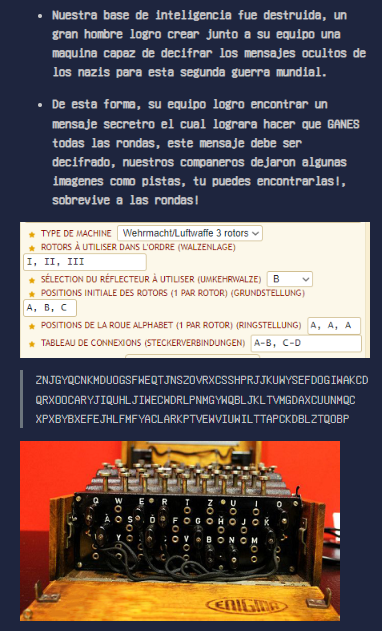 Nuestra base de inteligencia fue destruida, un
gran hombre logro crear junto a su equipo una
maquina capaz de decifrar los mensajes ocultos de
los nazis para esta segunda guerra mundial.
De esta forma, su equipo logro encontrar un
mensaje secretro el cual lograra hacer que GANES
todas las rondas, este mensaje debe ser
decifrado, nuestros companeros dejaron algunas
imagenes como pistas, tu puedes encontrarlas!,
sobrevive a las rondas!
TYPE DE MACHINE Wehrmacht/Luftwaffe 3 rotors
ROTORS À UTILISER DANS L'ORDRE (WALZENLAGE)
I, II, III
SÉLECTION DU RÉFLECTEUR À UTILISER (UMKEHRWALZE) B
POSITIONS INITIALE DES ROTORS (1 PAR ROTOR) (GRUNDSTELLUNG)
A, B, C
POSITIONS DE LA ROUE ALPHABET (1 PAR ROTOR) (RINGSTELLUNG) A, A, A
TABLEAU DE CONNEXIONS (STECKERVERBINDUNGEN) A-B, C-D
ZNJGYQCNKMDUOGSFWEQTJNSZOVRXCSSHPRJJKUWYSEFDOGIWAKCD
QRXOOCARYJIQUHLJIWECWDRLPNMGYWQBLJKLTVMGDAXCUUNMQC
XPXBYBXEFEJHLFMFYACLARKPTVEWVIUWILTTAPCKDBLZTQOBP
Q W E R T Z U I O
A S D F G H J K
Y C V B N M
ENIGMA